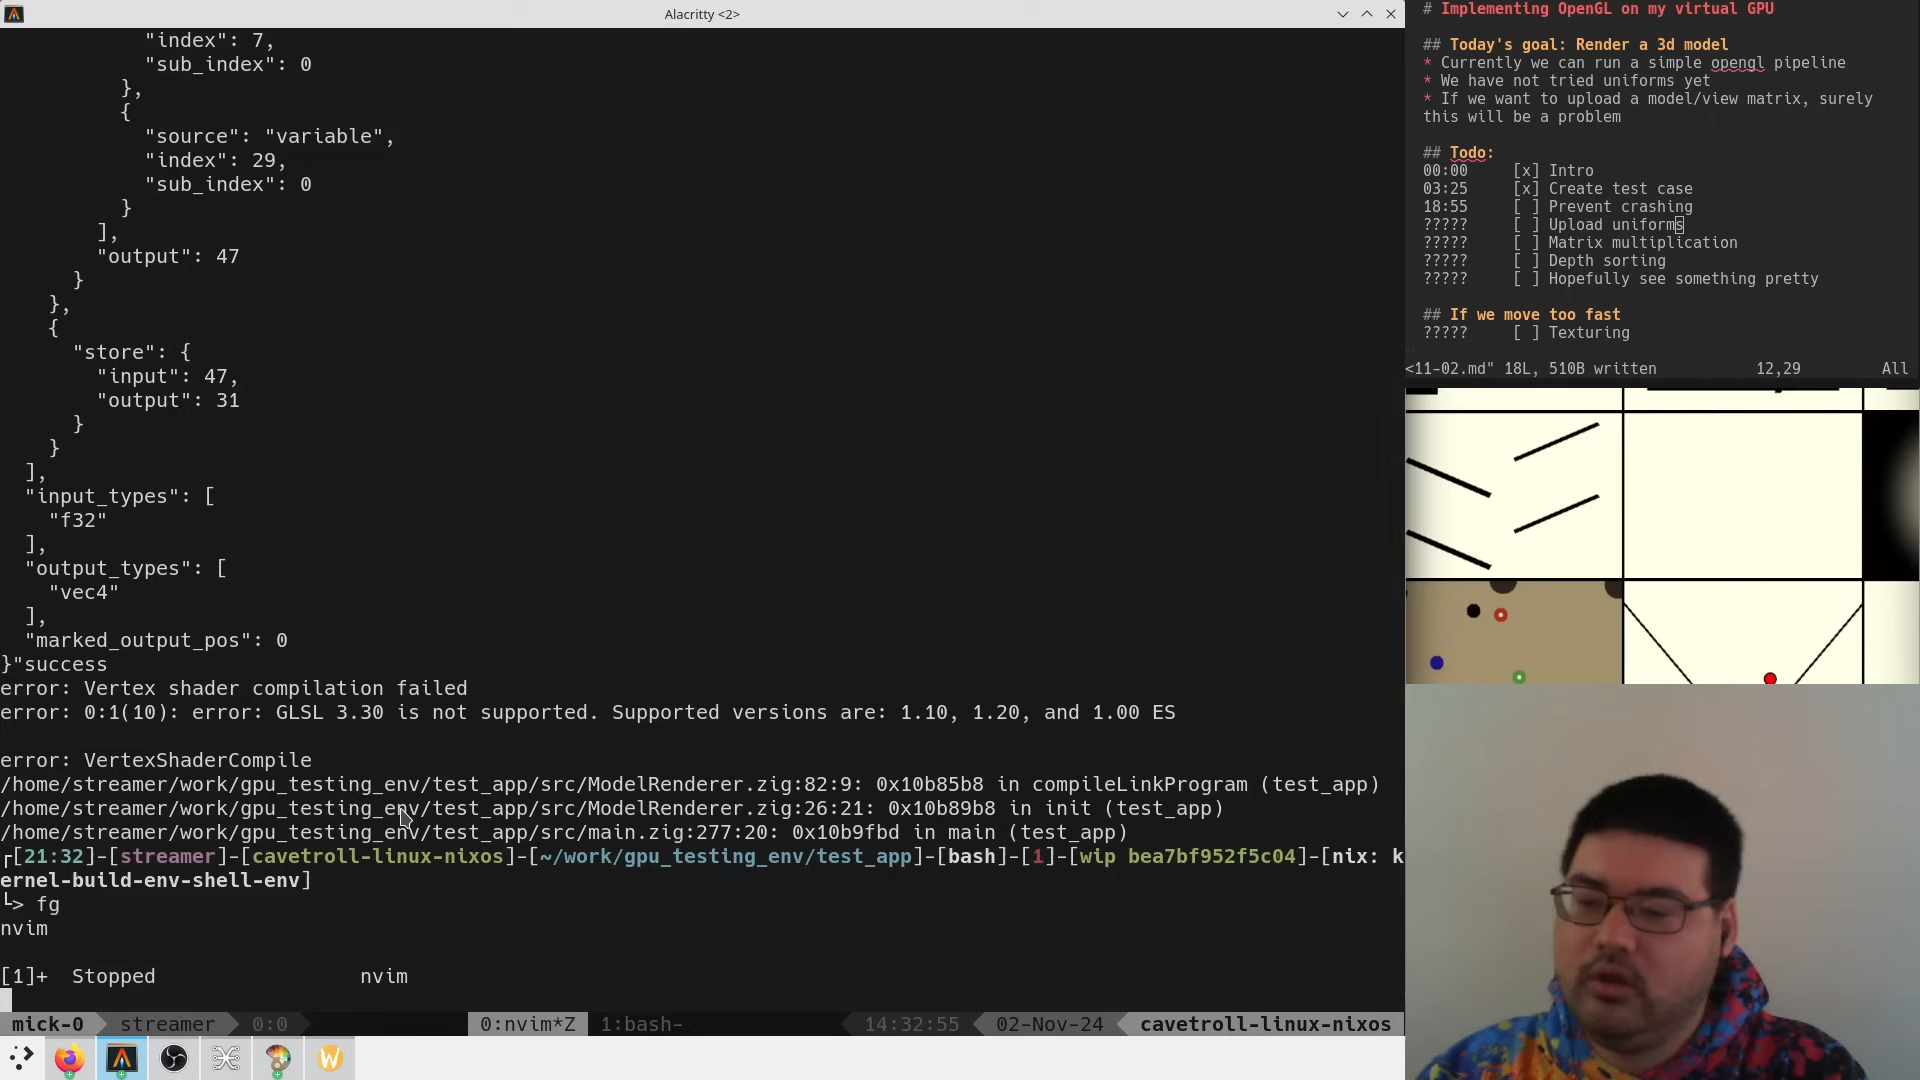 Alacritty <2>
"index": 7,
"sub_index": 0
},
{
"source": "variable",
"index": 29,
"sub_index": 0
}
],
"output": 47
}
},
{
"store": {
"input": 47,
"output": 31
}
}
],
"input_types": [
"f32"
],
"output_types": [
"vec4"
],
"marked_output_pos": 0
}"success
error: Vertex shader compilation failed
error: 0:1(10): error: GLSL 3.30 is not supported. Supported versions are: 1.10, 1.20, and 1.00 ES
error: VertexShaderCompile
/home/streamer/work/gpu_testing_env/test_app/src/ModelRenderer.zig:82:9: 0x10b85b8 in compileLinkProgram (test_app)
/home/streamer/work/gpu_testing_env/test_app/src/ModelRenderer.zig:26:21: 0x10b89b8 in init (test_app)
/home/streamer/work/gpu_testing_env/test_app/src/main.zig:277:20: 0x10b9fbd in main (test_app)
┌[21:32]-[streamer]-[cavetroll-linux-nixos]-[~/work/gpu_testing_env/test_app]-[bash]-[1]-[wip bea7bf952f5c04]-[nix: k
ernel-build-env-shell-env]
└> fg
nvim
[1]+  Stopped                 nvim
mick-0 streamer 0:0 0:nvim*Z 1:bash- 14:32:55 02-Nov-24 cavetroll-linux-nixos
# Implementing OpenGL on my virtual GPU
## Today's goal: Render a 3d model
* Currently we can run a simple opengl pipeline
* We have not tried uniforms yet
* If we want to upload a model/view matrix, surely
this will be a problem
## Todo:
00:00 [x] Intro
03:25 [x] Create test case
18:55 [ ] Prevent crashing
????? [ ] Upload uniforms
????? [ ] Matrix multiplication
????? [ ] Depth sorting
????? [ ] Hopefully see something pretty
## If we move too fast
????? [ ] Texturing
<11-02.md" 18L, 510B written 12,29 All